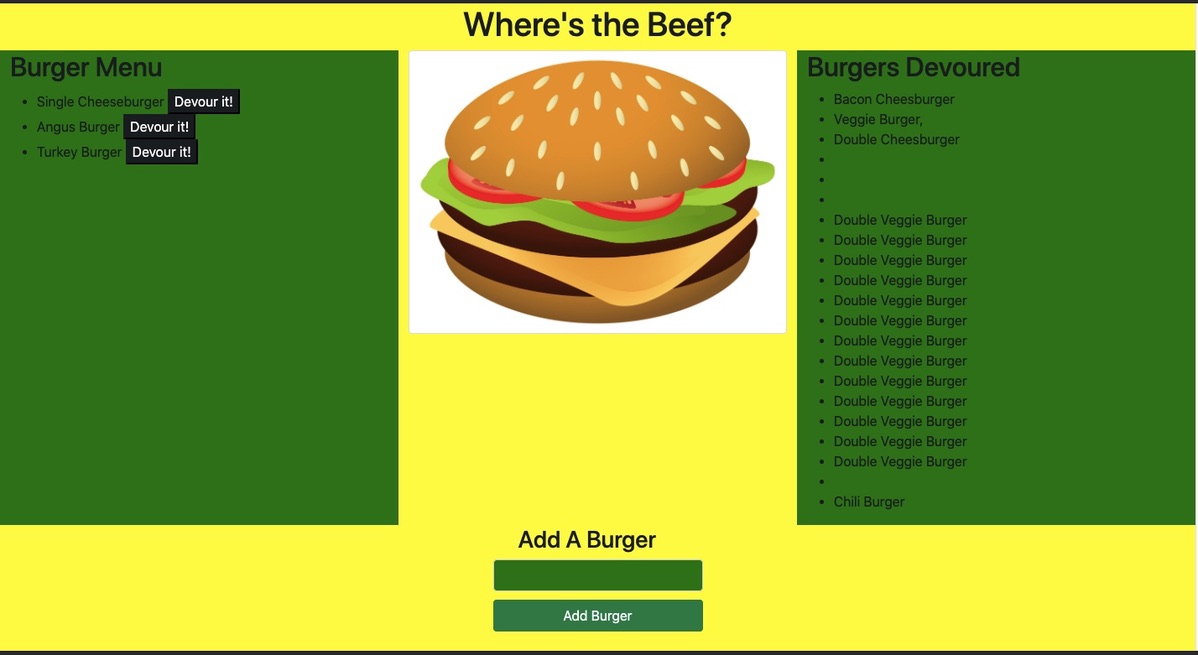 Where's the Beef?
Burger Menu
Single Cheeseburger Devour it!
Angus Burger Devour it!
Turkey Burger Devour it!
Burgers Devoured
Bacon Cheesburger
Veggie Burger,
Double Cheesburger
Double Veggie Burger
Double Veggie Burger
Double Veggie Burger
Double Veggie Burger
Double Veggie Burger
Double Veggie Burger
Double Veggie Burger
Double Veggie Burger
Double Veggie Burger
Double Veggie Burger
Double Veggie Burger
Double Veggie Burger
Double Veggie Burger
Chili Burger
Add A Burger
Add Burger